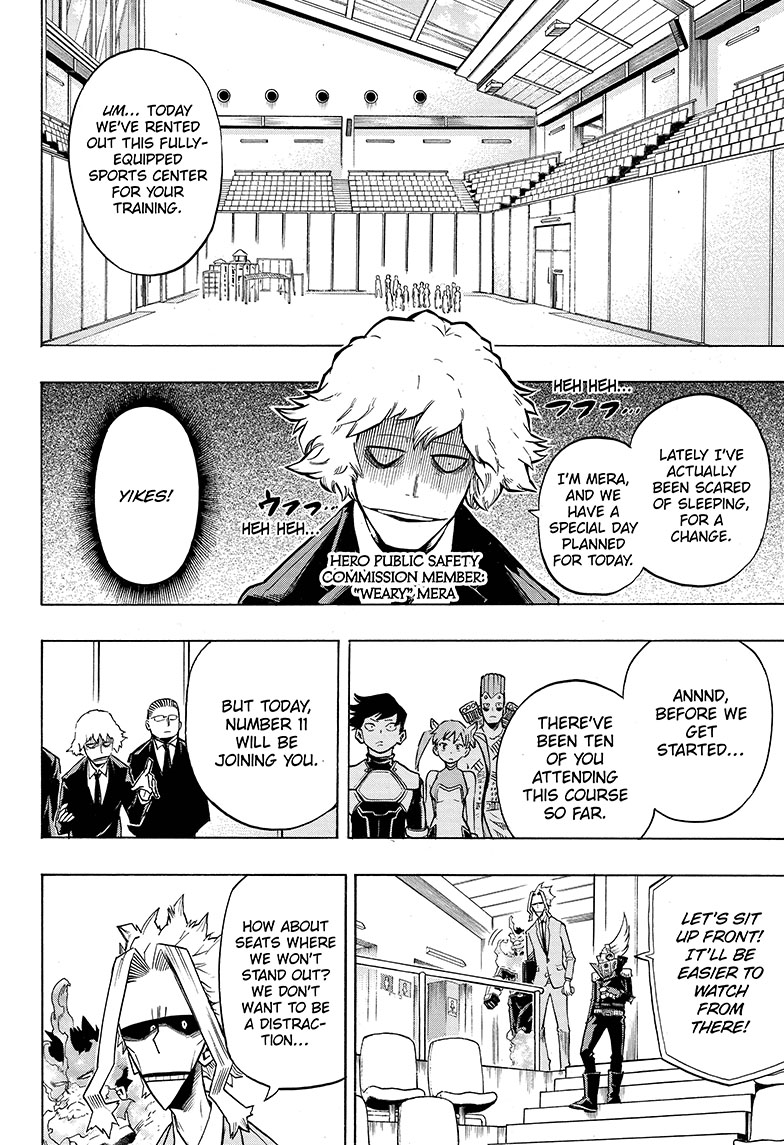 UM... TODAY
WE'VE RENTED
OUT THIS FULLY-
EQUIPPED
SPORTS CENTER
FOR YOUR
TRAINING.
HEH HEH...
フフフ...
LATELY I'VE
ACTUALLY
BEEN SCARED
OF SLEEPING,
FOR A
CHANGE.
I'M MERA,
AND WE
HAVE A
SPECIAL DAY
PLANNED
FOR TODAY.
ウフフ...
HEH HEH...
YIKES!
HERO PUBLIC SAFETY
COMMISSION MEMBER:
"WEARY" MERA
ANNND,
BEFORE WE
GET
STARTED...
THERE'VE
BEEN TEN
OF YOU
ATTENDING
THIS COURSE
SO FAR.
BUT TODAY,
NUMBER 11
WILL BE
JOINING YOU.
LET'S SIT
UP FRONT!
IT'LL BE
EASIER TO
WATCH
FROM
THERE!
HOW ABOUT
SEATS WHERE
WE WON'T
STAND OUT?
WE DON'T
WANT TO BE
A DISTRAC-
TION...